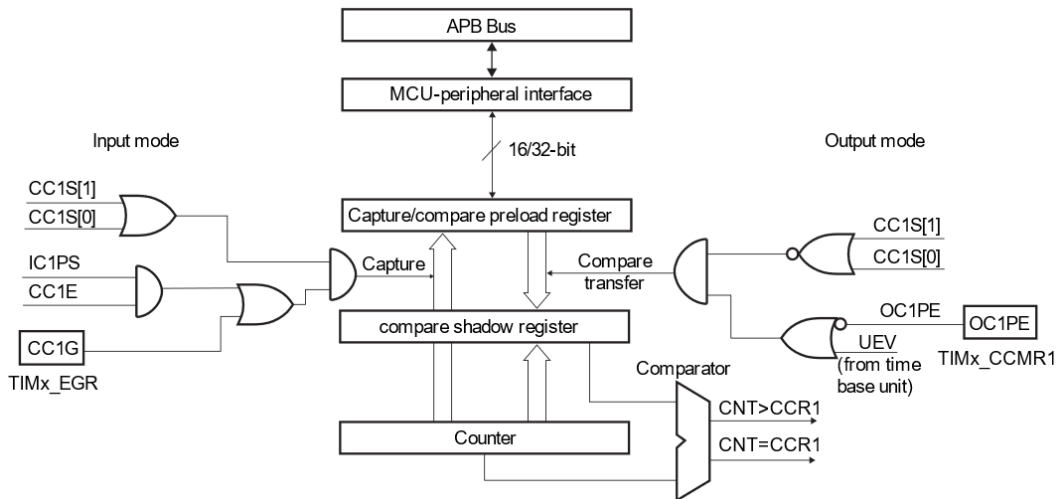 APB Bus
MCU-peripheral interface
16/32-bit
Input mode
Output mode
CC1S[1]
CC1S[0]
IC1PS
CC1E
CC1G
TIMx_EGR
Capture/compare preload register
Capture
Compare
transfer
CC1S[1]
CC1S[0]
OC1PE
OC1PE
UEV
(from time
base unit)
TIMx_CCMR1
compare shadow register
Comparator
CNT>CCR1
CNT=CCR1
Counter